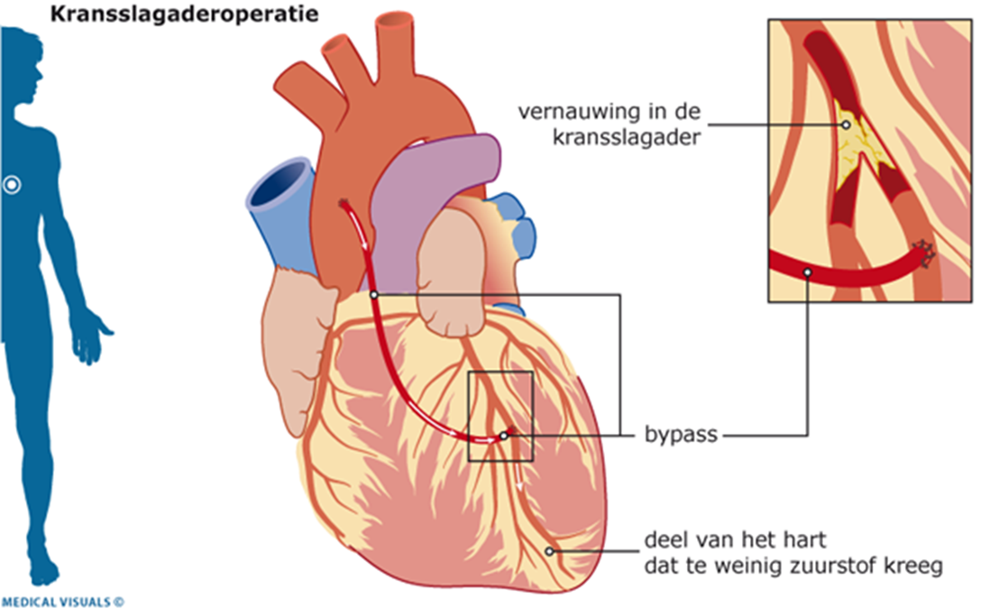 Kransslagaderoperatie
vernauwing in de
kransslagader
bypass
deel van het hart
dat te weinig zuurstof kreeg
MEDICAL VISUALS ©